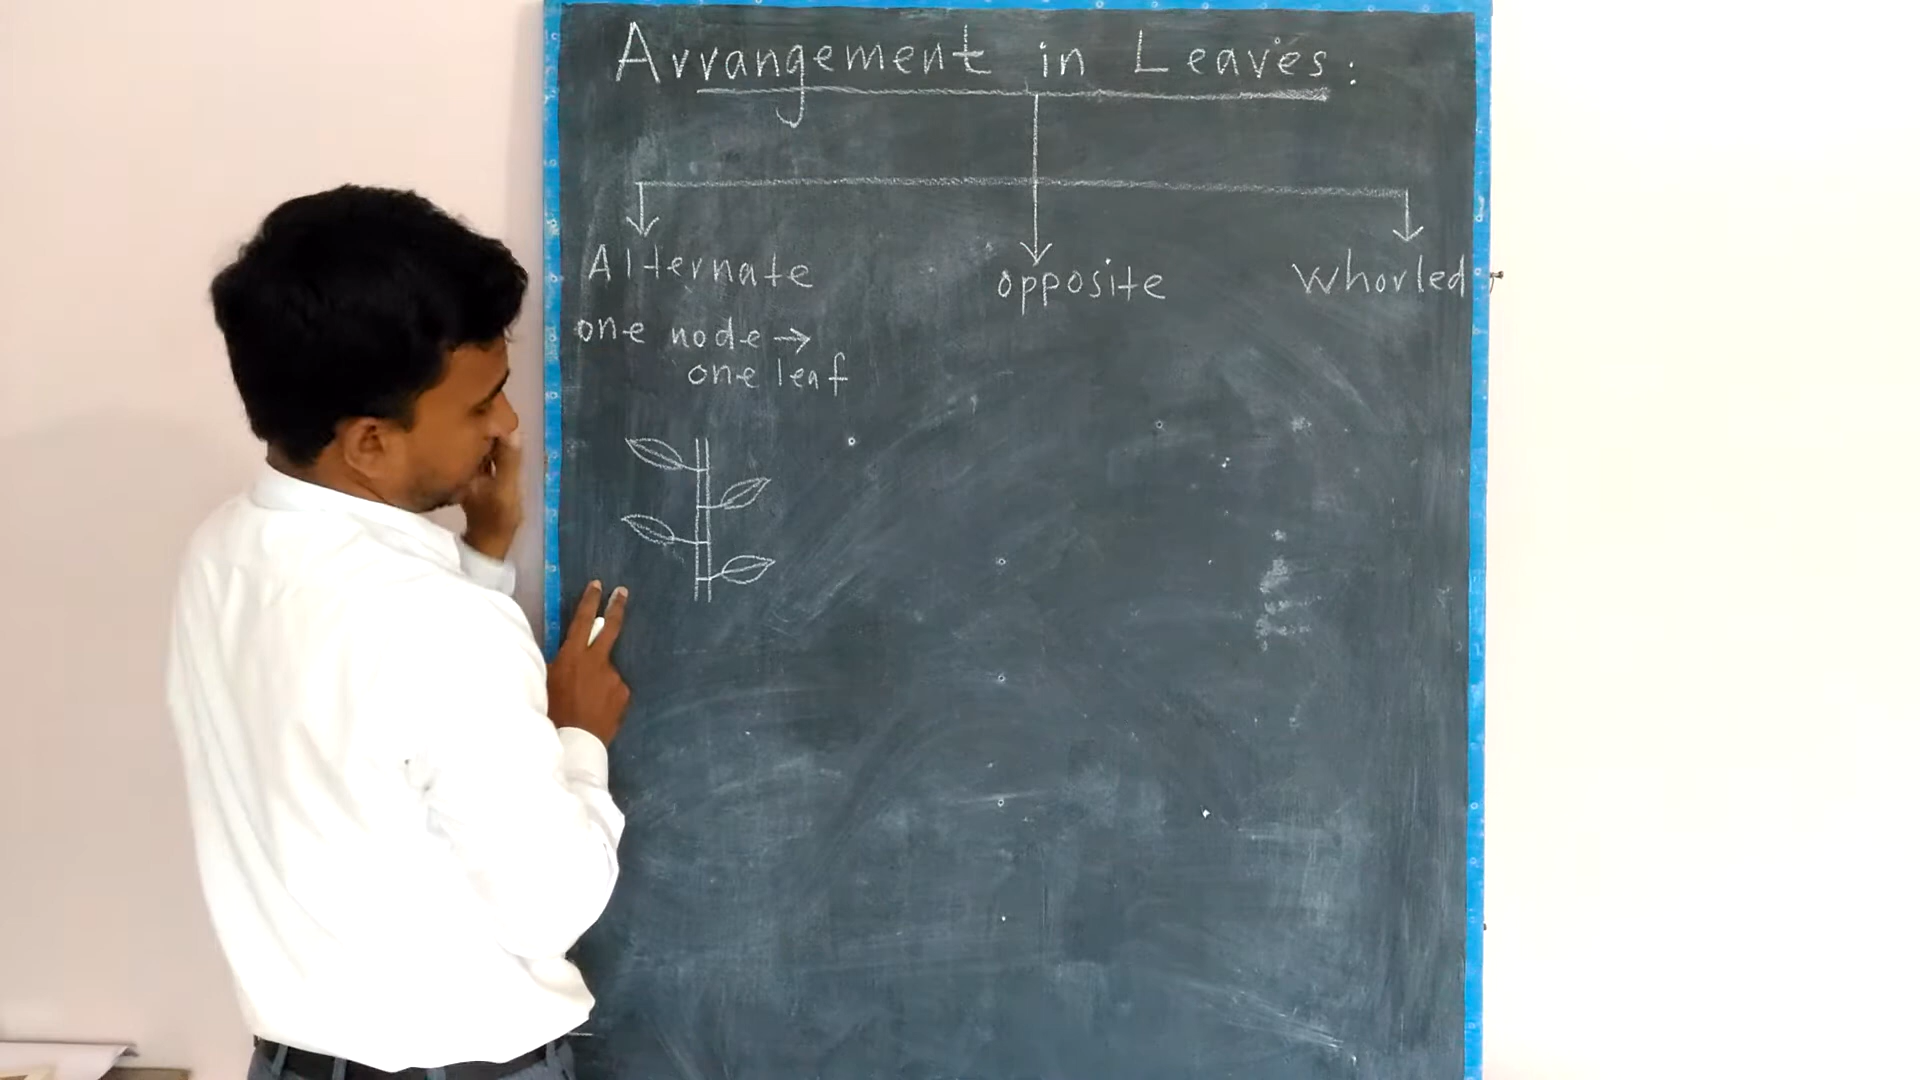 Arrangement in Leaves:
Alternate
opposite
Whorled
one node →
one leaf